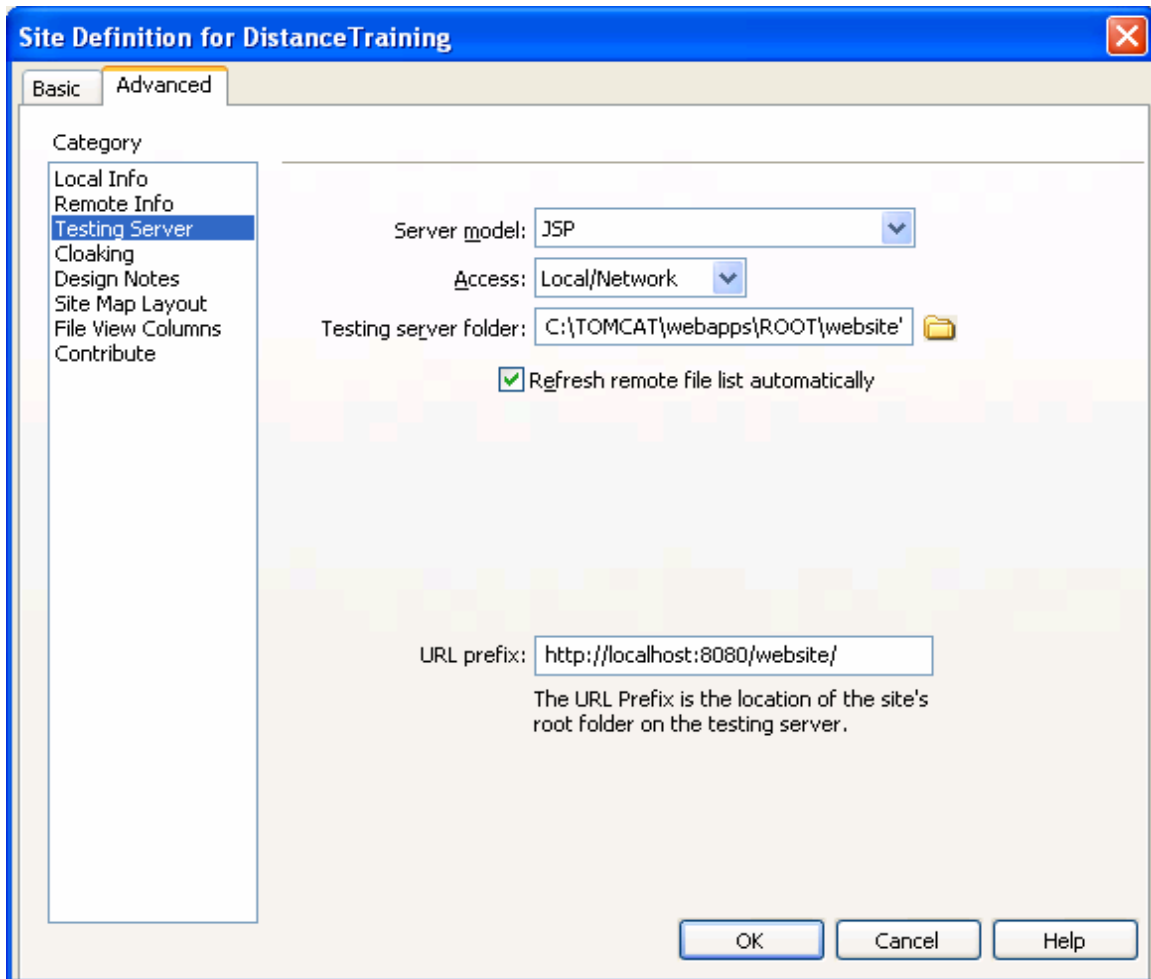 Site Definition for DistanceTraining
Basic
Advanced
Category
Local Info
Remote Info
Testing Server
Cloaking
Design Notes
Site Map Layout
File View Columns
Contribute
Server model: JSP
Access: Local/Network
Testing server folder: C:\TOMCAT\webapps\ROOT\website'
Refresh remote file list automatically
URL prefix: http://localhost:8080/website/
The URL Prefix is the location of the site's
root folder on the testing server.
OK Cancel Help